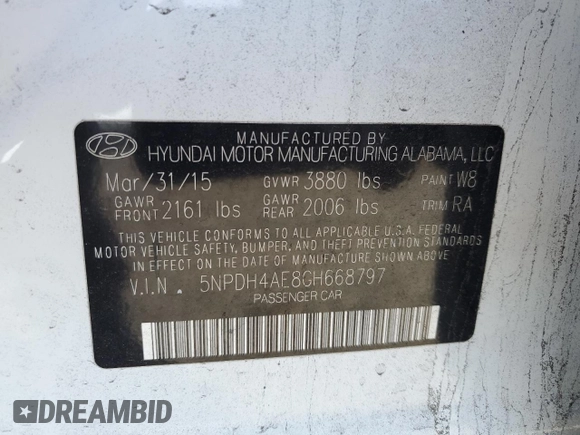 MANUFACTURED BY
HYUNDAI MOTOR MANUFACTURING ALABAMA, LLC
Mar/31/15 GVWR 3880 lbs PAINT W8
GAWR FRONT 2161 lbs GAWR REAR 2006 lbs TRIM RA
THIS VEHICLE CONFORMS TO ALL APPLICABLE U.S.A. FEDERAL
MOTOR VEHICLE SAFETY, BUMPER, AND THEFT PREVENTION STANDARDS
IN EFFECT ON THE DATE OF MANUFACTURE SHOWN ABOVE.
V.I.N. 5NPDH4AE8GH668797
PASSENGER CAR
DREAMBID